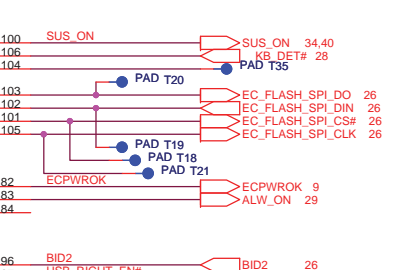 100 SUS_ON SUS_ON 34,40
106 KB_DET# 28
104 PAD T35
PAD T20
103 EC_FLASH_SPI_DO 26
102 EC_FLASH_SPI_DIN 26
101 EC_FLASH_SPI_CS# 26
105 EC_FLASH_SPI_CLK 26
PAD T19
PAD T18
PAD T21
82 ECPWROK ECPWROK 9
83 ALW_ON 29
84
96 BID2 BID2 26
USB_RIGHT_EN#